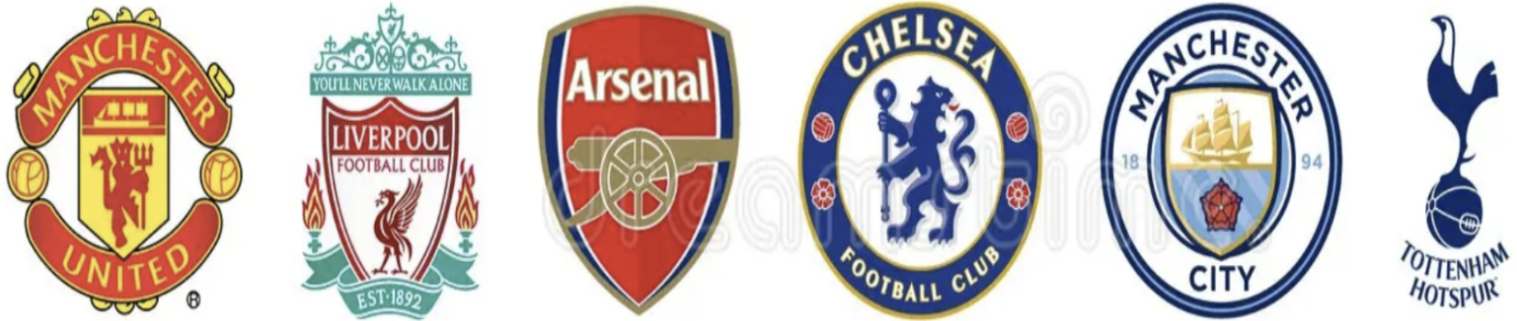 MANCHESTER
UNITED
®
YOU'LL NEVER WALK ALONE
LIVERPOOL
FOOTBALL CLUB
EST·1892
Arsenal
CHELSEA
FOOTBALL CLUB
MANCHESTER
18 94
CITY
TOTTENHAM
HOTSPUR
dreamstime